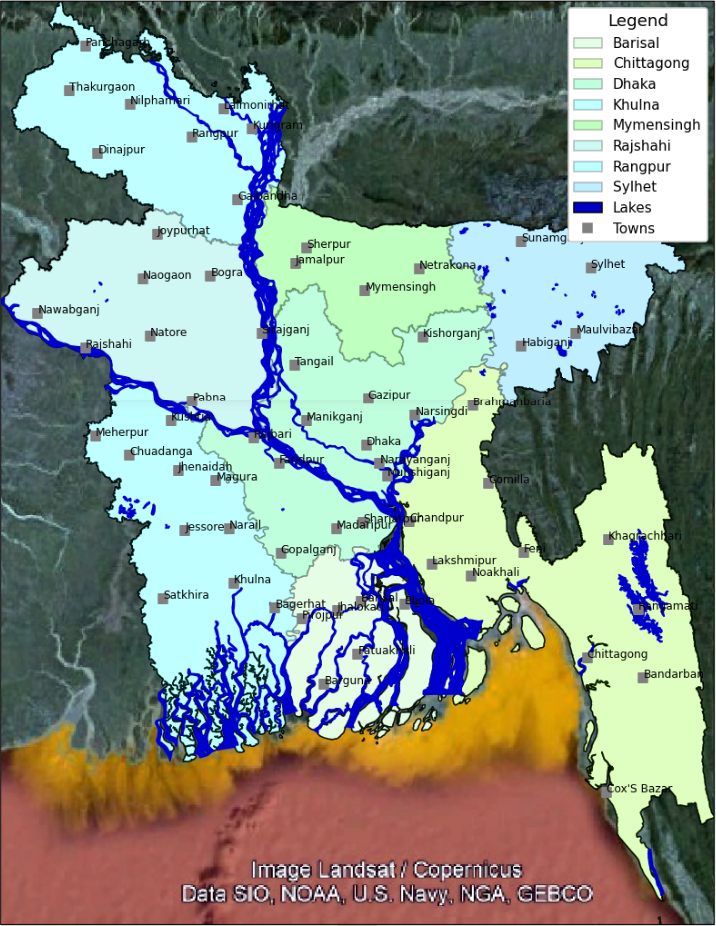 Legend
Barisal
Chittagong
Dhaka
Khulna
Mymensingh
Rajshahi
Rangpur
Sylhet
Lakes
Towns
Panchagarh
Thakurgaon
Nilphamari
Lalmonirhat
Kurigram
Rangpur
Dinajpur
Gaibandha
Joypurhat
Sherpur
Jamalpur
Sunamganj
Netrakona
Sylhet
Naogaon
Bogra
Mymensingh
Nawabganj
Natore
Sirajganj
Kishorganj
Maulvibazar
Habiganj
Rajshahi
Tangail
Pabna
Gazipur
Brahmanbaria
Kushtia
Manikganj
Narsingdi
Meherpur
Rajbari
Dhaka
Chuadanga
Jhenaidah
Faridpur
Narayanganj
Munshiganj
Magura
Comilla
Jessore
Narail
Madaripur
Shariatpur
Chandpur
Khagrachhari
Gopalganj
Feni
Lakshmipur
Noakhali
Khulna
Satkhira
Bagerhat
Pirojpur
Jhalokati
Barisal
Bhola
Rangamati
Patuakhali
Chittagong
Barguna
Bandarban
Cox'S Bazar
Image Landsat / Copernicus
Data SIO, NOAA, U.S. Navy, NGA, GEBCO